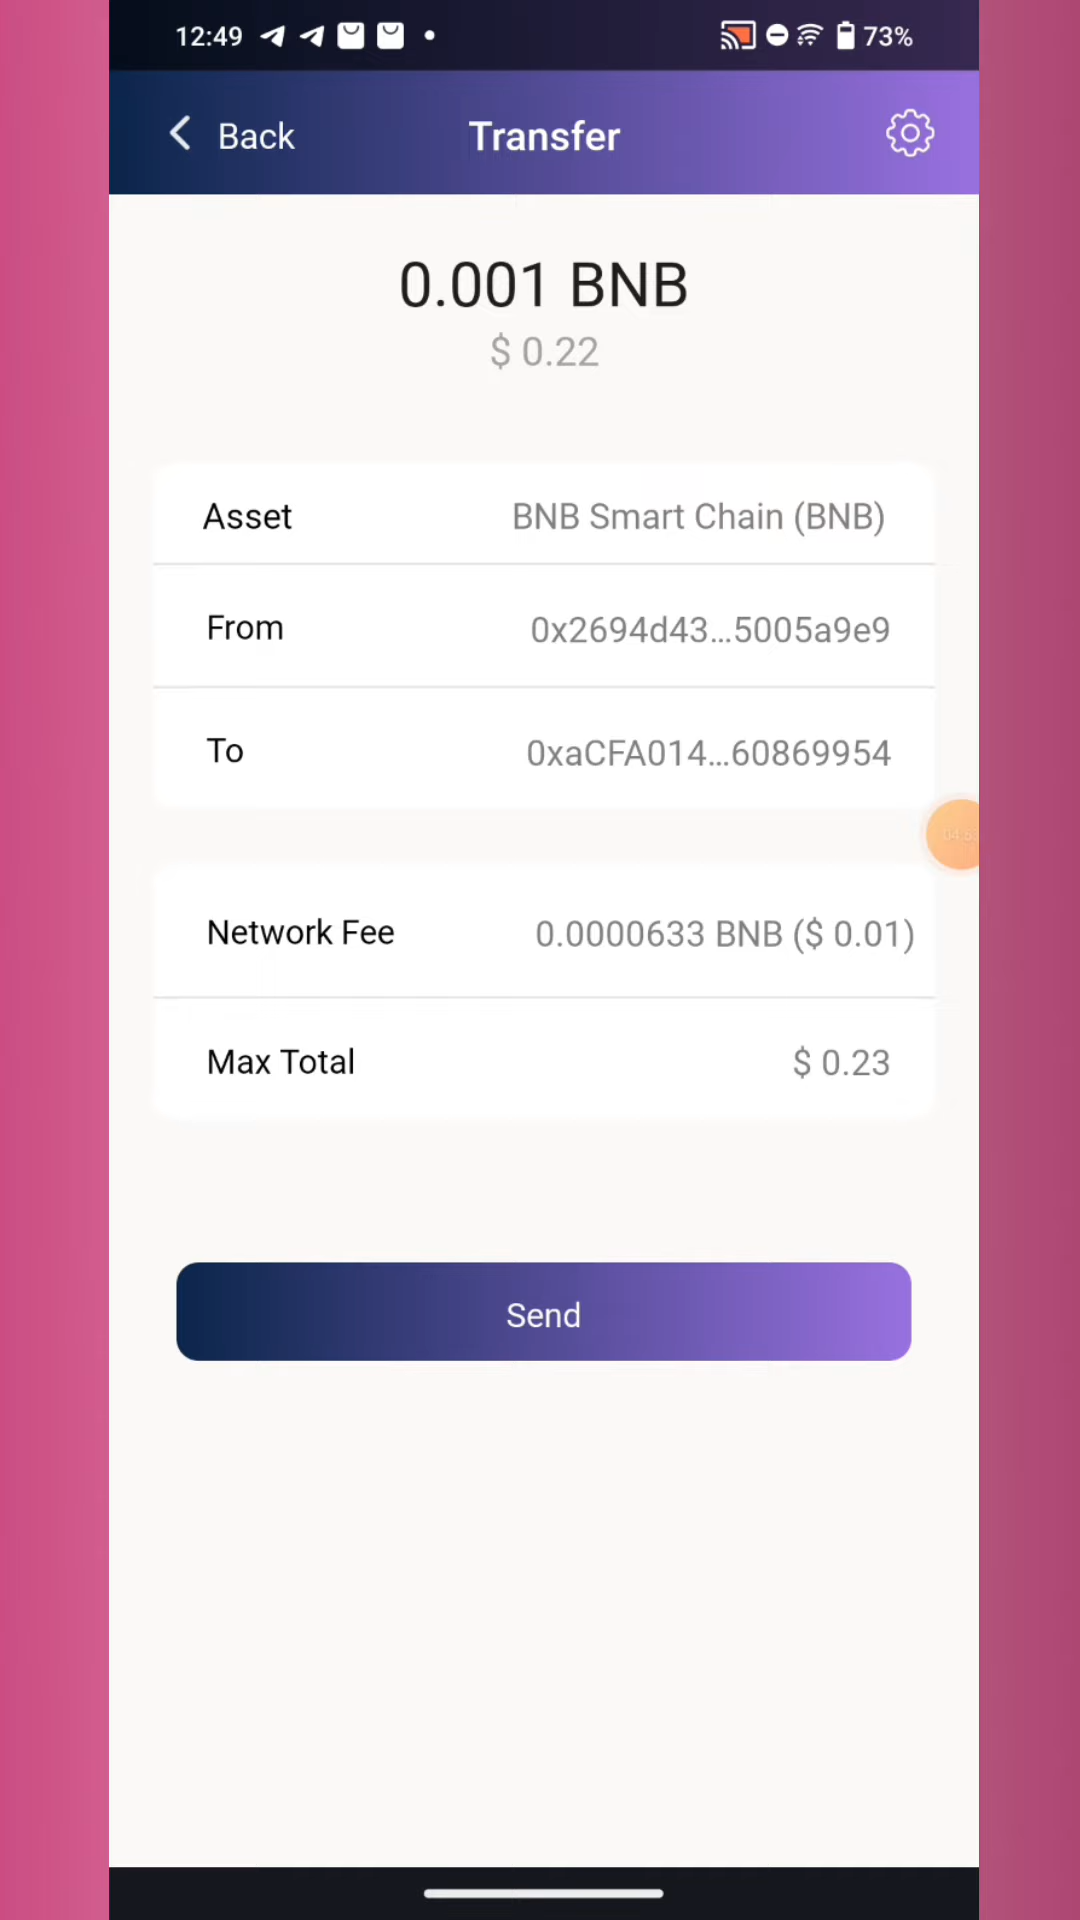 12:49
73%
Back
Transfer
0.001 BNB
$ 0.22
Asset
BNB Smart Chain (BNB)
From
0x2694d43...5005a9e9
To
0xaCFA014...60869954
Network Fee
0.0000633 BNB ($ 0.01)
Max Total
$ 0.23
Send